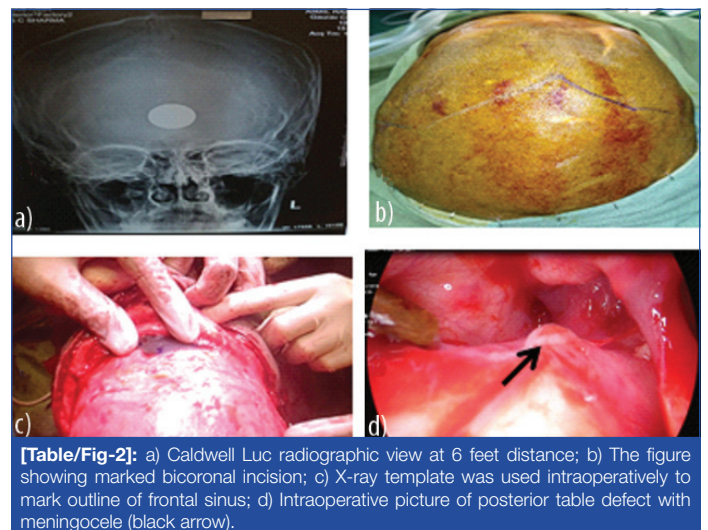 C SHARMA
L
a)
b)
c)
d)
[Table/Fig-2]: a) Caldwell Luc radiographic view at 6 feet distance; b) The figure
showing marked bicoronal incision; c) X-ray template was used intraoperatively to
mark outline of frontal sinus; d) Intraoperative picture of posterior table defect with
meningocele (black arrow).